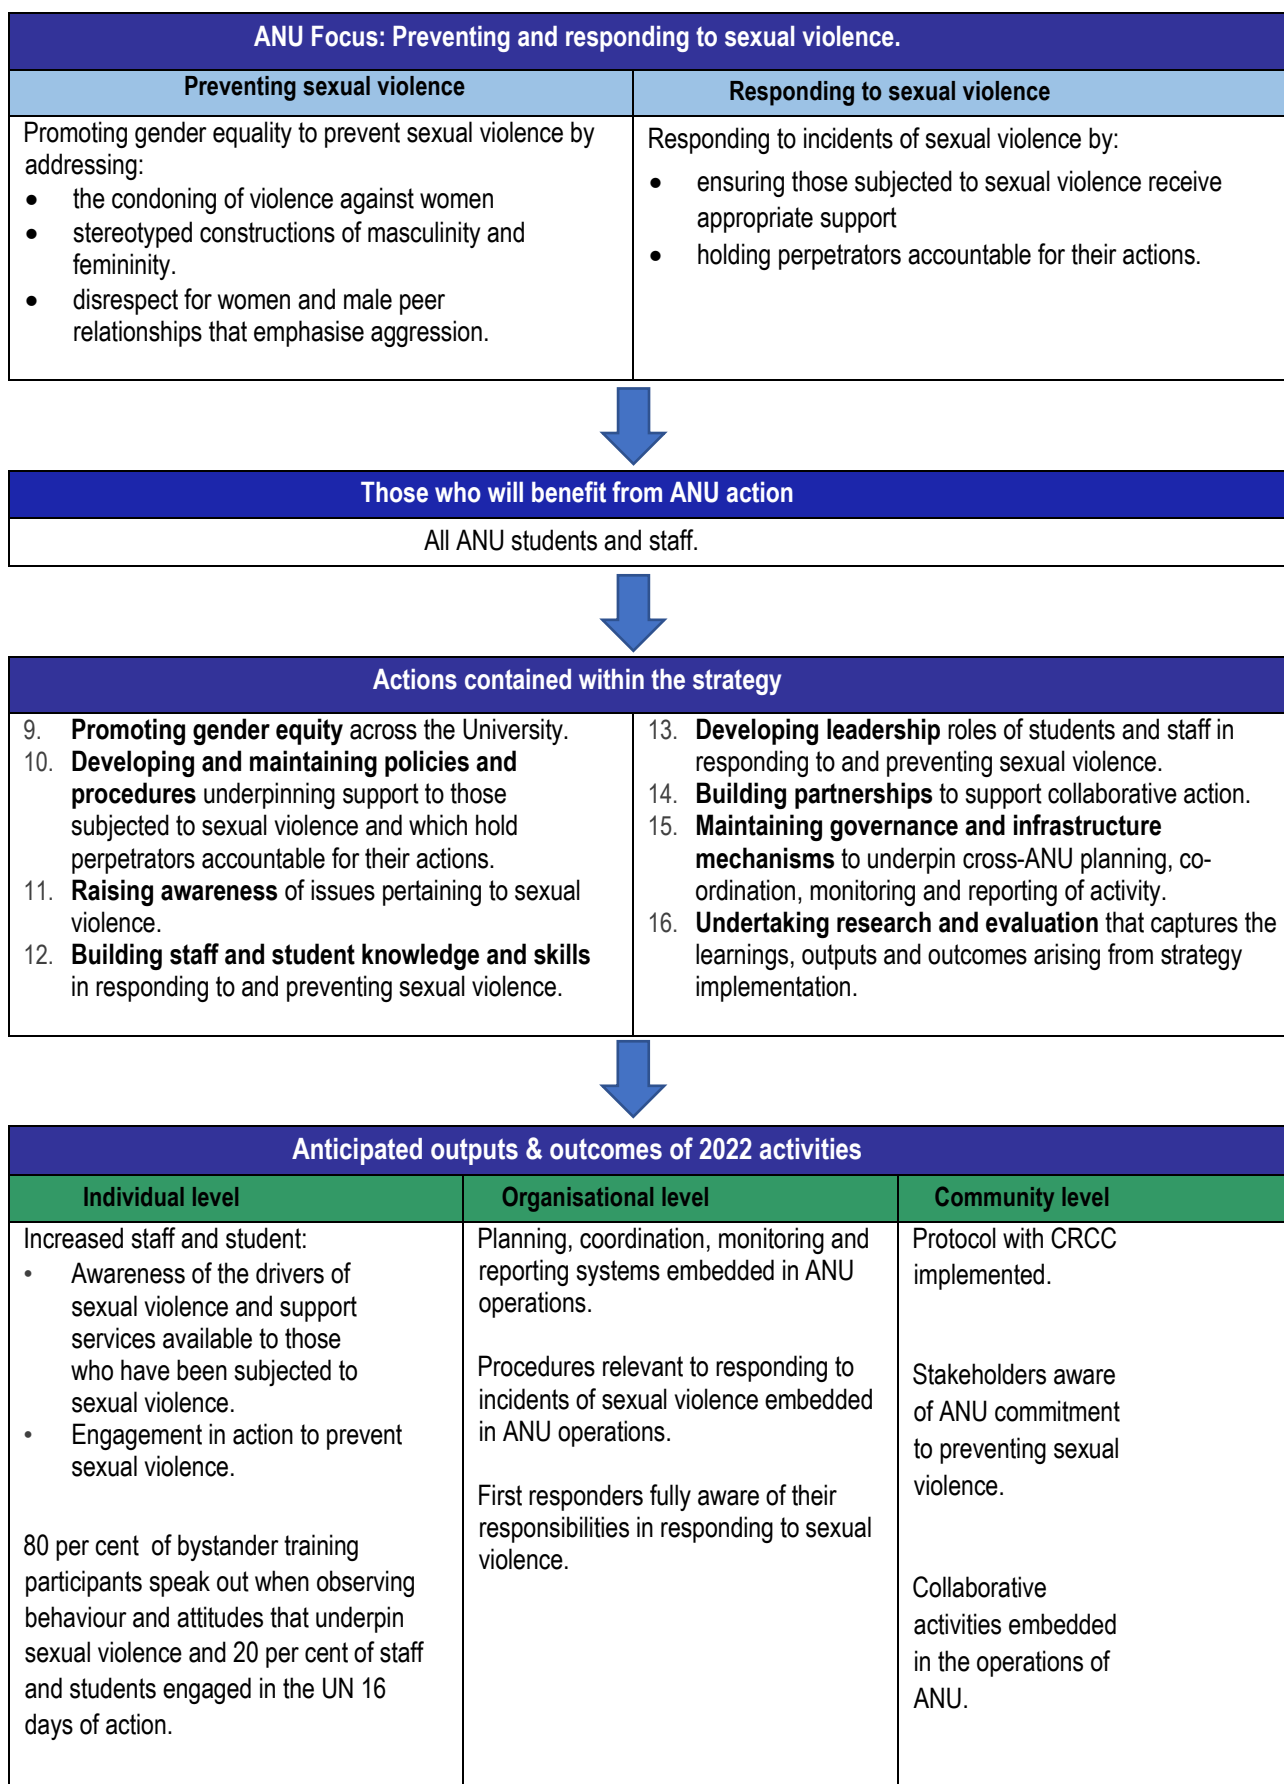 ANU Focus: Preventing and responding to sexual violence.
Preventing sexual violence
Responding to sexual violence
Promoting gender equality to prevent sexual violence by
addressing:
• the condoning of violence against women
• stereotyped constructions of masculinity and
femininity.
• disrespect for women and male peer
relationships that emphasise aggression.
Responding to incidents of sexual violence by:
• ensuring those subjected to sexual violence receive
appropriate support
• holding perpetrators accountable for their actions.
Those who will benefit from ANU action
All ANU students and staff.
Actions contained within the strategy
9. Promoting gender equity across the University.
10. Developing and maintaining policies and
procedures underpinning support to those
subjected to sexual violence and which hold
perpetrators accountable for their actions.
11. Raising awareness of issues pertaining to sexual
violence.
12. Building staff and student knowledge and skills
in responding to and preventing sexual violence.
13. Developing leadership roles of students and staff in
responding to and preventing sexual violence.
14. Building partnerships to support collaborative action.
15. Maintaining governance and infrastructure
mechanisms to underpin cross-ANU planning, co-
ordination, monitoring and reporting of activity.
16. Undertaking research and evaluation that captures the
learnings, outputs and outcomes arising from strategy
implementation.
Anticipated outputs & outcomes of 2022 activities
Individual level
Organisational level
Community level
Increased staff and student:
• Awareness of the drivers of
sexual violence and support
services available to those
who have been subjected to
sexual violence.
• Engagement in action to prevent
sexual violence.
80 per cent of bystander training
participants speak out when observing
behaviour and attitudes that underpin
sexual violence and 20 per cent of staff
and students engaged in the UN 16
days of action.
Planning, coordination, monitoring and
reporting systems embedded in ANU
operations.
Procedures relevant to responding to
incidents of sexual violence embedded
in ANU operations.
First responders fully aware of their
responsibilities in responding to sexual
violence.
Protocol with CRCC
implemented.
Stakeholders aware
of ANU commitment
to preventing sexual
violence.
Collaborative
activities embedded
in the operations of
ANU.